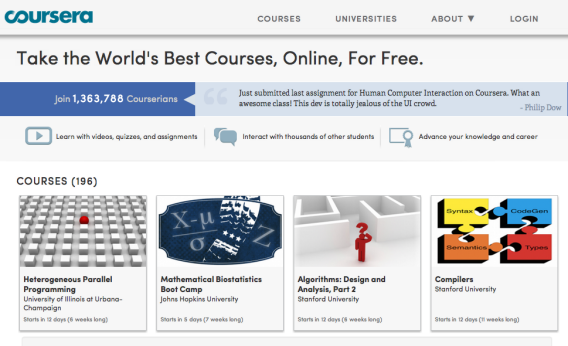 coursera
COURSES UNIVERSITIES ABOUT ▼ LOGIN
Take the World's Best Courses, Online, For Free.
Join 1,363,788 Courserians
Just submitted last assignment for Human Computer Interaction on Coursera. What an
awesome class! This dev is totally jealous of the UI crowd.
- Philip Dow
Learn with videos, quizzes, and assignments
Interact with thousands of other students
Advance your knowledge and career
COURSES (196)
X-μ
σ
Z
Heterogeneous Parallel
Programming
University of Illinois at Urbana-
Champaign
Starts in 12 days (6 weeks long)
Mathematical Biostatistics
Boot Camp
Johns Hopkins University
Starts in 5 days (7 weeks long)
Algorithms: Design and
Analysis, Part 2
Stanford University
Starts in 12 days (6 weeks long)
Syntax
CodeGen
Semantics
Types
Compilers
Stanford University
Starts in 12 days (11 weeks long)